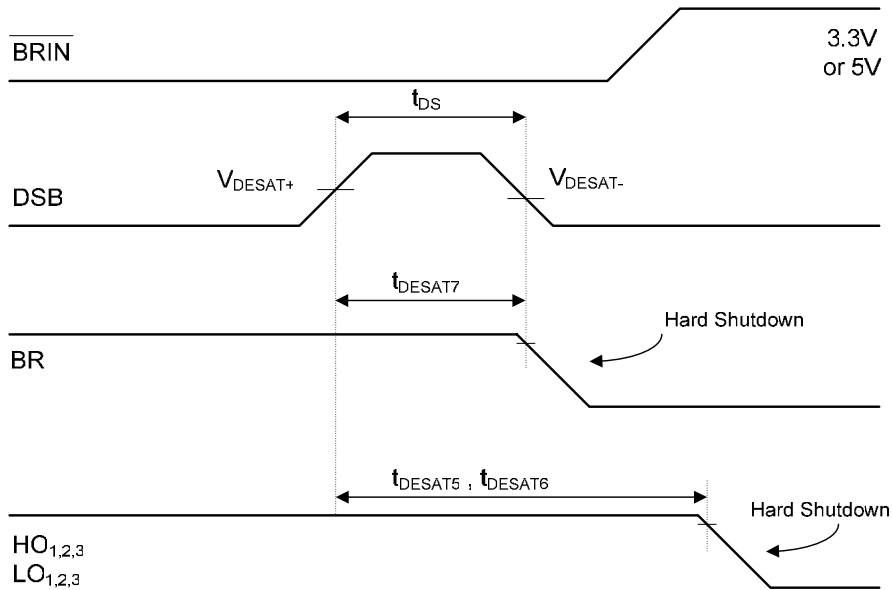 BRIN
3.3V
or 5V
tDS
DSB
VDESAT+
VDESAT-
tDESAT7
Hard Shutdown
BR
tDESAT5 , tDESAT6
Hard Shutdown
HO1,2,3
LO1,2,3